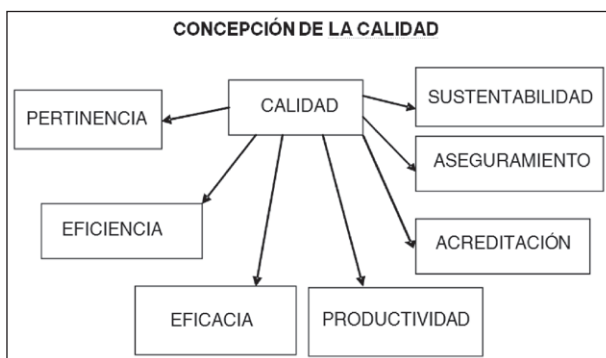 CONCEPCIÓN DE LA CALIDAD
CALIDAD
SUSTENTABILIDAD
PERTINENCIA
ASEGURAMIENTO
EFICIENCIA
ACREDITACIÓN
EFICACIA
PRODUCTIVIDAD